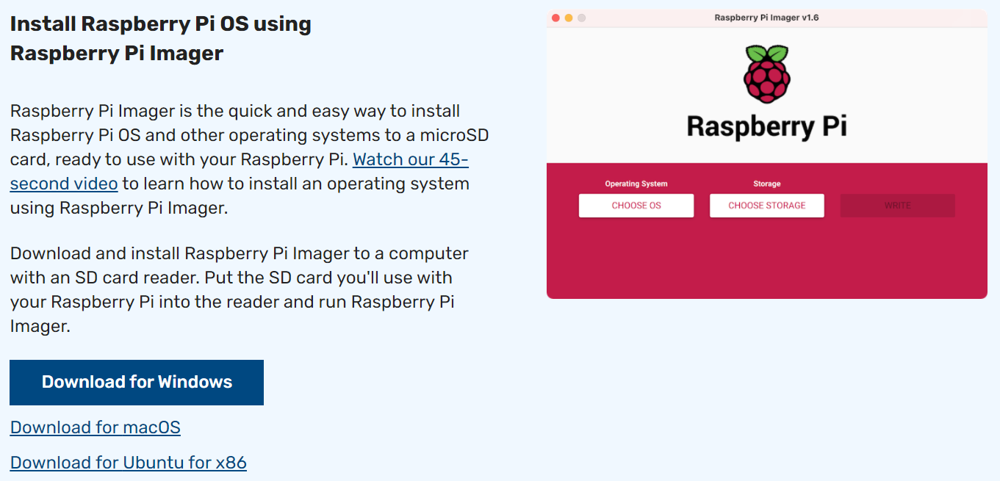 Install Raspberry Pi OS using
Raspberry Pi Imager
Raspberry Pi Imager is the quick and easy way to install
Raspberry Pi OS and other operating systems to a microSD
card, ready to use with your Raspberry Pi. Watch our 45-
second video to learn how to install an operating system
using Raspberry Pi Imager.
Download and install Raspberry Pi Imager to a computer
with an SD card reader. Put the SD card you'll use with
your Raspberry Pi into the reader and run Raspberry Pi
Imager.
Download for Windows
Download for macOS
Download for Ubuntu for x86
Raspberry Pi Imager v1.6
Raspberry Pi
Operating System
Storage
CHOOSE OS
CHOOSE STORAGE
WRITE